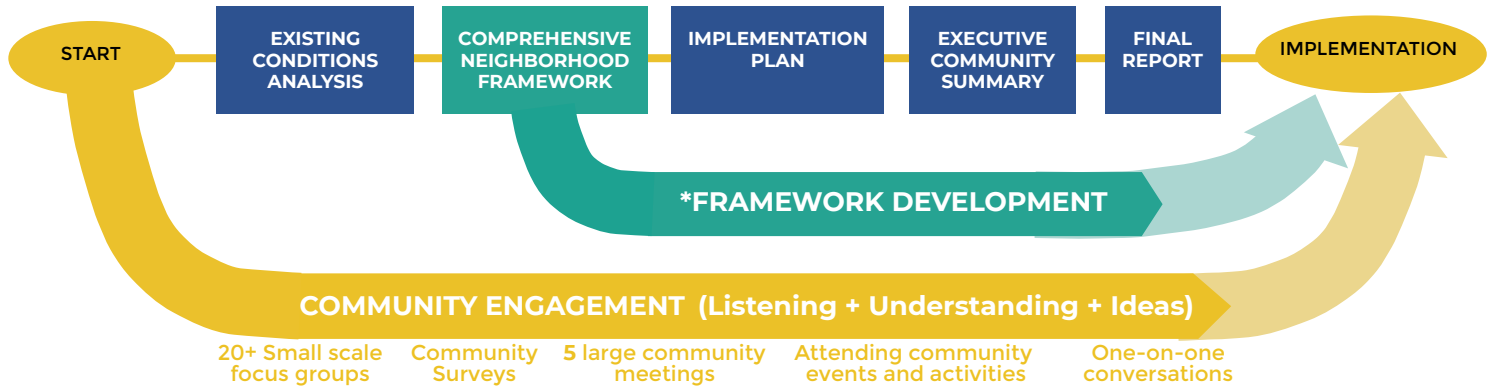 START
EXISTING
CONDITIONS
ANALYSIS
COMPREHENSIVE
NEIGHBORHOOD
FRAMEWORK
IMPLEMENTATION
PLAN
EXECUTIVE
COMMUNITY
SUMMARY
FINAL
REPORT
IMPLEMENTATION
*FRAMEWORK DEVELOPMENT
COMMUNITY ENGAGEMENT (Listening + Understanding + Ideas)
20+ Small scale
focus groups
Community
Surveys
5 large community
meetings
Attending community
events and activities
One-on-one
conversations